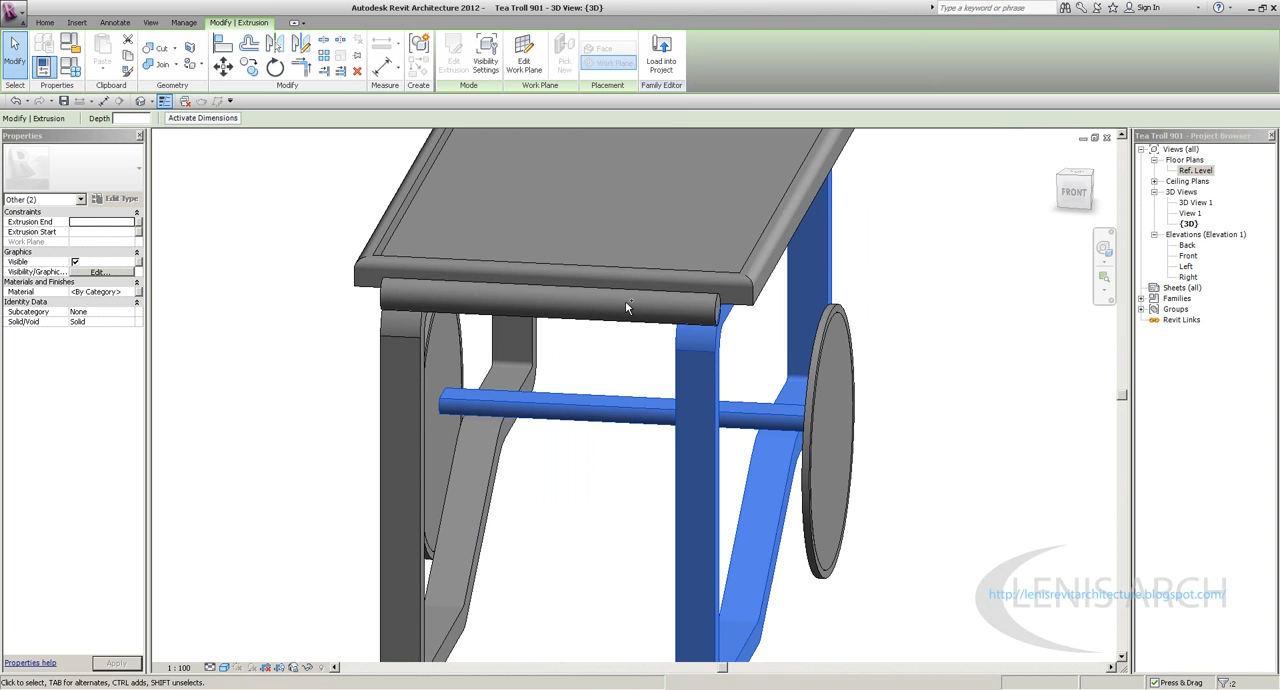 Autodesk Revit Architecture 2012 - Tea Troll 901 - 3D View: {3D}
Type a keyword or phrase
Sign In
Home Insert Annotate View Manage Modify | Extrusion
Modify
Paste
Cut
Join
Edit Extrusion
Visibility Settings
Edit Work Plane
Pick New
Face
Work Plane
Load into Project
Select Properties Clipboard Geometry Modify Measure Create Mode Work Plane Placement Family Editor
Modify | Extrusion Depth Activate Dimensions
Properties
Other (2) Edit Type
Constraints
Extrusion End
Extrusion Start
Work Plane
Graphics
Visible
Visibility/Graphic... Edit...
Materials and Finishes
Material <By Category>
Identity Data
Subcategory None
Solid/Void Solid
Properties help Apply
FRONT
Tea Troll 901 - Project Browser
Views (all)
Floor Plans
Ref. Level
Ceiling Plans
3D Views
3D View 1
View 1
{3D}
Elevations (Elevation 1)
Back
Front
Left
Right
Sheets (all)
Families
Groups
Revit Links
LENIS ARCH
http://lenisrevitarchitecture.blogspot.com/
1 : 100
Click to select, TAB for alternates, CTRL adds, SHIFT unselects.
Press & Drag
:2